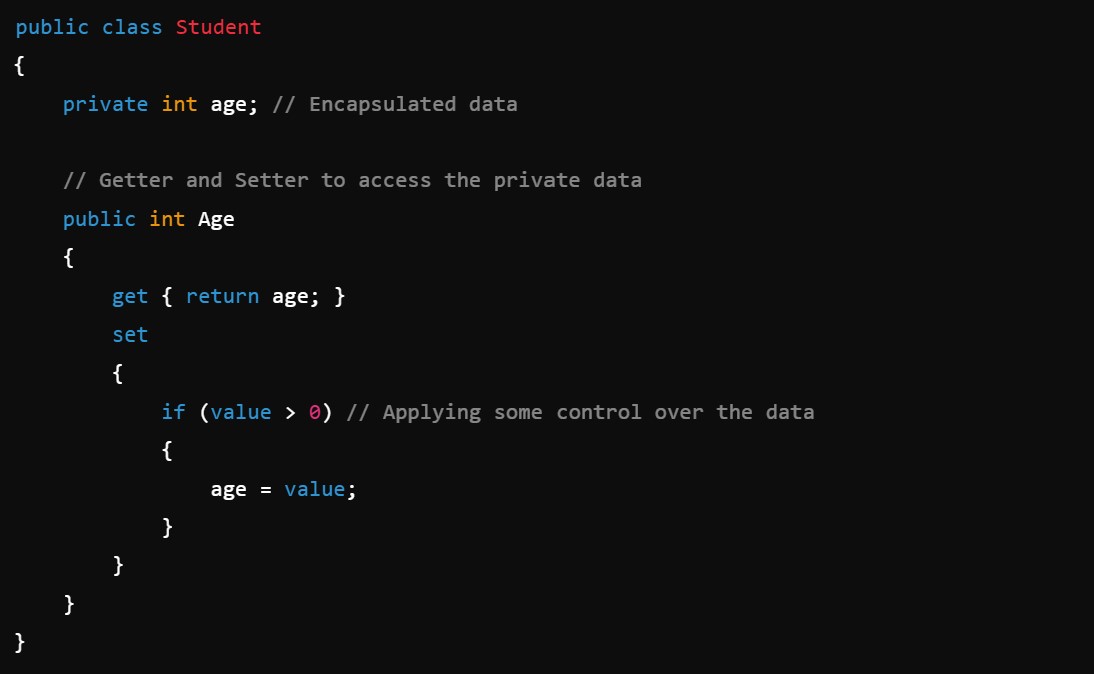 public class Student
{
    private int age; // Encapsulated data

    // Getter and Setter to access the private data
    public int Age
    {
        get { return age; }
        set
        {
            if (value > 0) // Applying some control over the data
            {
                age = value;
            }
        }
    }
}